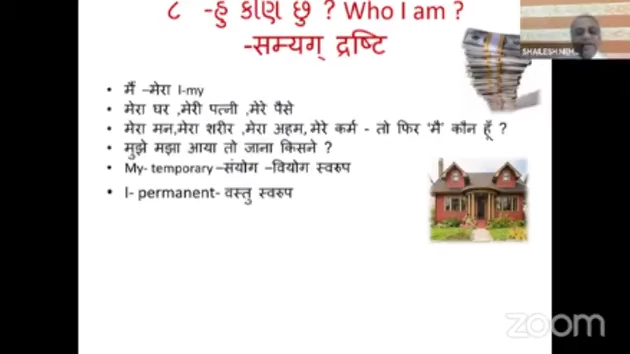 ૮ -હું કોણ છું ? Who I am ?
-सम्यग् द्रष्टि
SHAILESH MEH
• मैं –मेरा I-my
• मेरा घर ,मेरी पत्नी ,मेरे पैसे
• मेरा मन,मेरा शरीर ,मेरा अहम,मेरे कर्म - तो फिर ‘मैं’ कौन हूँ ?
• मुझे मझा आया तो जाना किसने ?
• My- temporary –संयोग –वियोग स्वरुप
• I- permanent- वस्तु स्वरुप
zoom